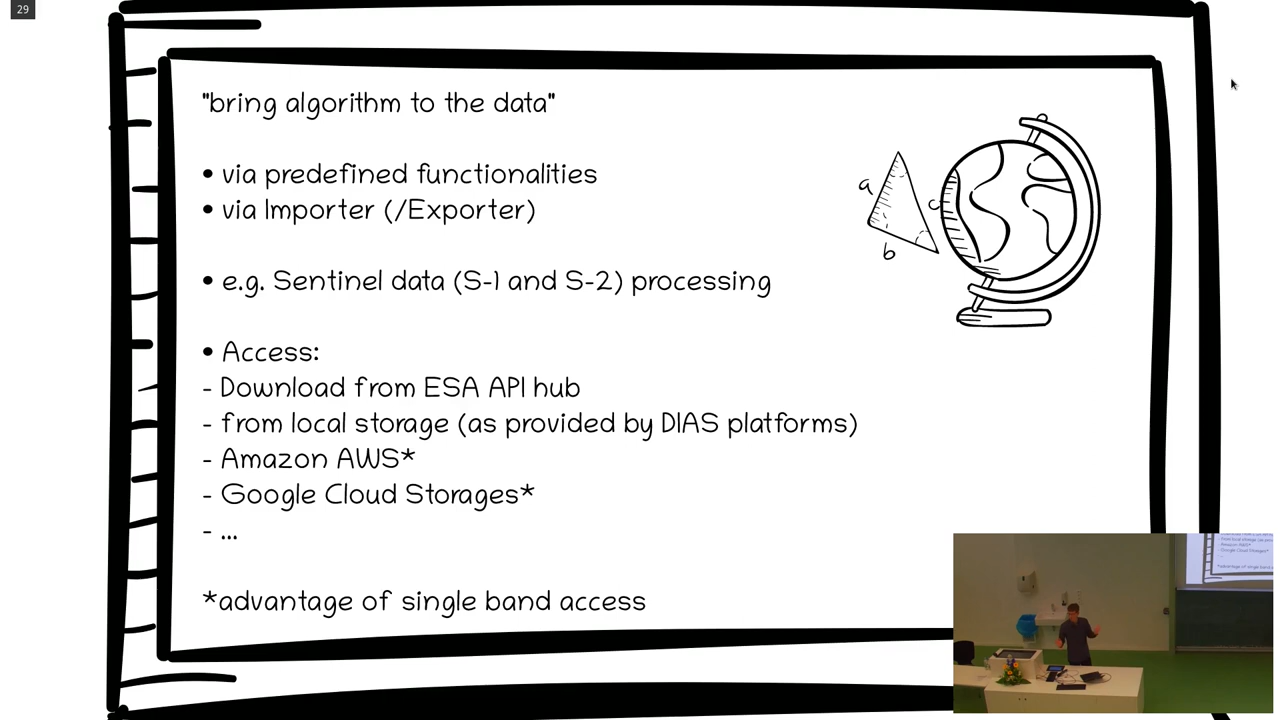 29
"bring algorithm to the data"
• via predefined functionalities
• via Importer (/Exporter)
• e.g. Sentinel data (S-1 and S-2) processing
• Access:
- Download from ESA API hub
- from local storage (as provided by DIAS platforms)
- Amazon AWS*
- Google Cloud Storages*
- ...
*advantage of single band access
a
b
c